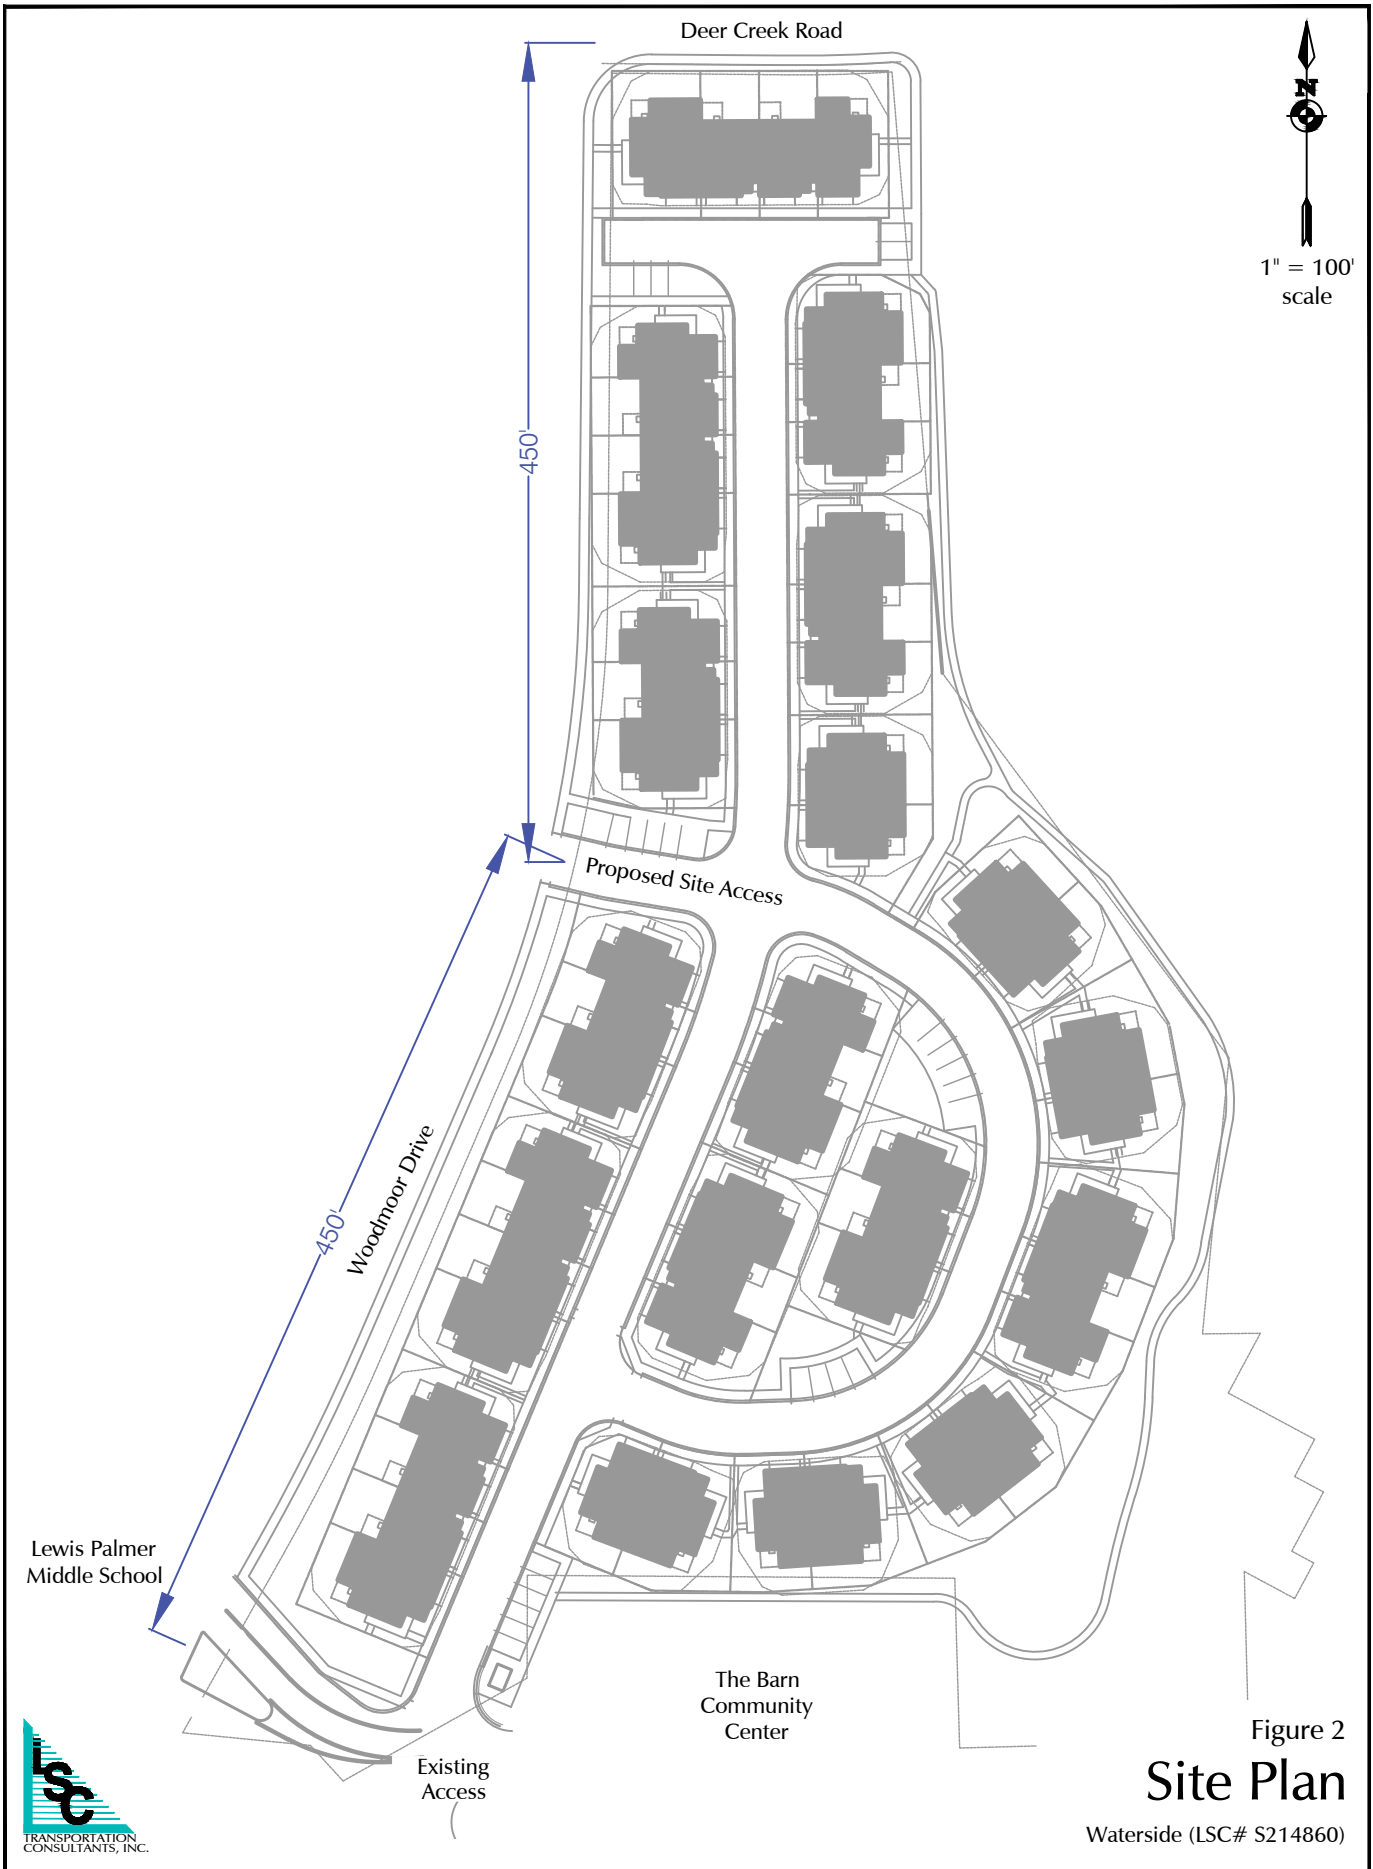 Deer Creek Road
N
1" = 100'
scale
450'
Proposed Site Access
Woodmoor Drive
450'
Lewis Palmer
Middle School
The Barn
Community
Center
Existing
Access
Figure 2
Site Plan
Waterside (LSC# S214860)
LSC
TRANSPORTATION
CONSULTANTS, INC.